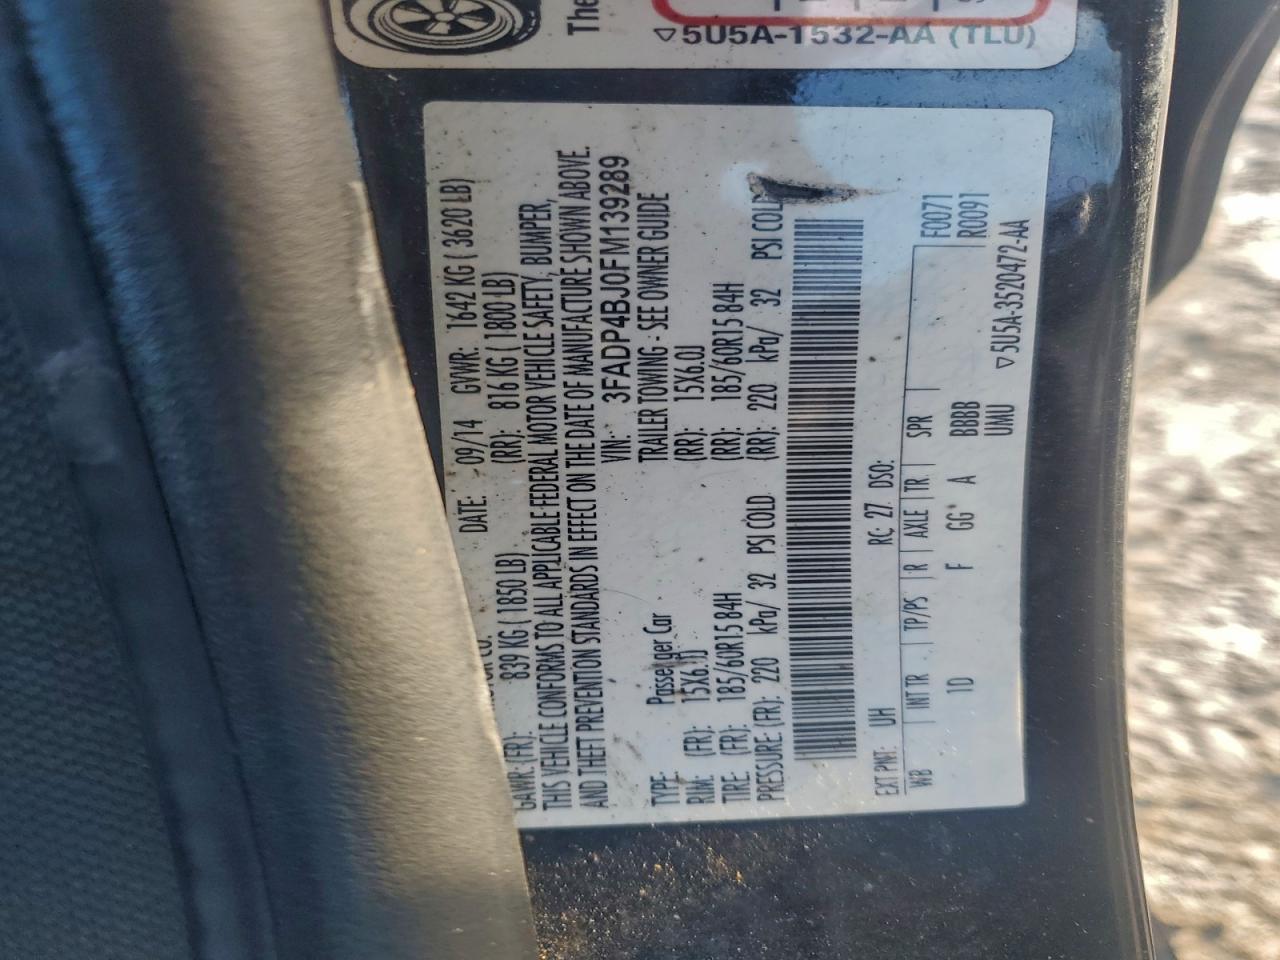 The
▽5U5A-1532-AA (TLU)
DATE: 09/14 GVWR: 1642 KG ( 3620 LB)
GAWR: (FR): 839 KG ( 1850 LB) (RR): 816 KG ( 1800 LB)
THIS VEHICLE CONFORMS TO ALL APPLICABLE FEDERAL MOTOR VEHICLE SAFETY, BUMPER,
AND THEFT PREVENTION STANDARDS IN EFFECT ON THE DATE OF MANUFACTURE SHOWN ABOVE.
VIN: 3FADP4BJ0FM139289
TYPE: Passenger Car TRAILER TOWING - SEE OWNER GUIDE
RIM: (FR): 15X6.0J (RR): 15X6.0J
TIRE: (FR): 185/60R15 84H (RR): 185/60R15 84H
PRESSURE (FR): 220 kPa/ 32 PSI COLD (RR): 220 kPa/ 32 PSI COLD
EXT PNT: UH RC: 27 DSO:
WB INT TR TP/PS R AXLE TR SPR F0071
1D F GG A BBBB R0091
UMU
▽5U5A-3520472-AA